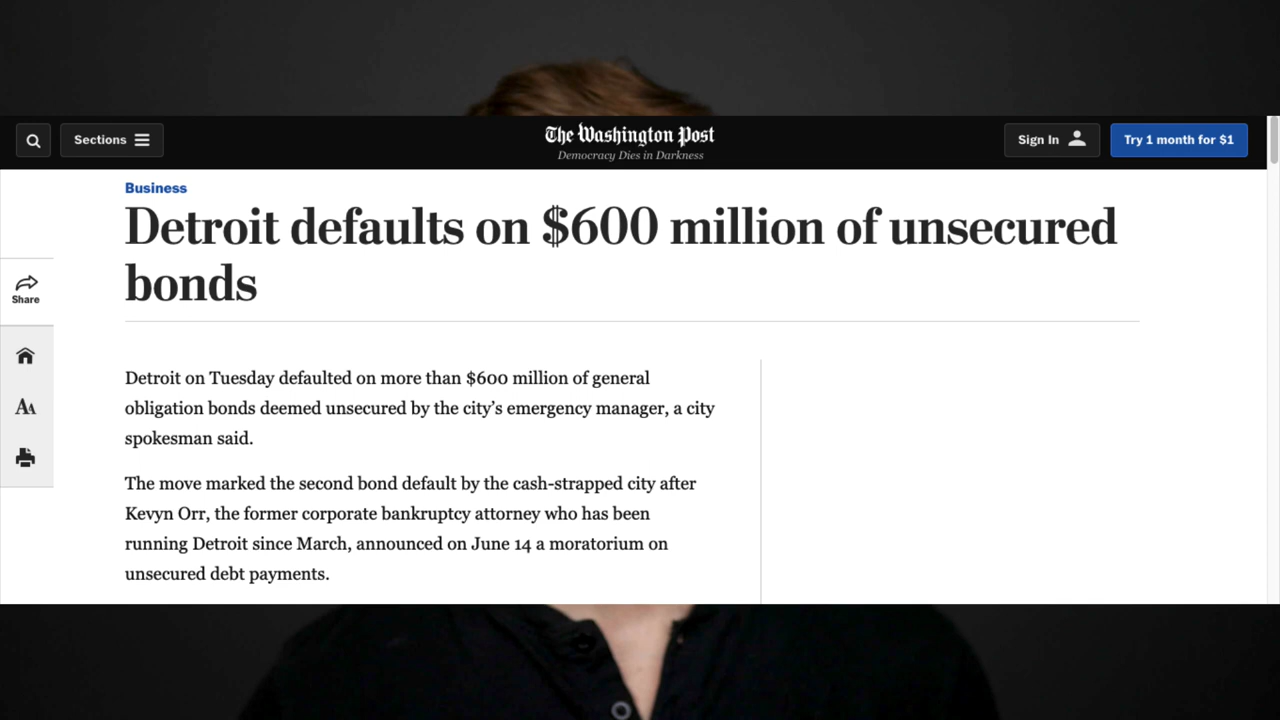 Sections
The Washington Post
Democracy Dies in Darkness
Sign In
Try 1 month for $1
Business
Detroit defaults on $600 million of unsecured
bonds
Share
AA
Detroit on Tuesday defaulted on more than $600 million of general
obligation bonds deemed unsecured by the city’s emergency manager, a city
spokesman said.
The move marked the second bond default by the cash-strapped city after
Kevyn Orr, the former corporate bankruptcy attorney who has been
running Detroit since March, announced on June 14 a moratorium on
unsecured debt payments.